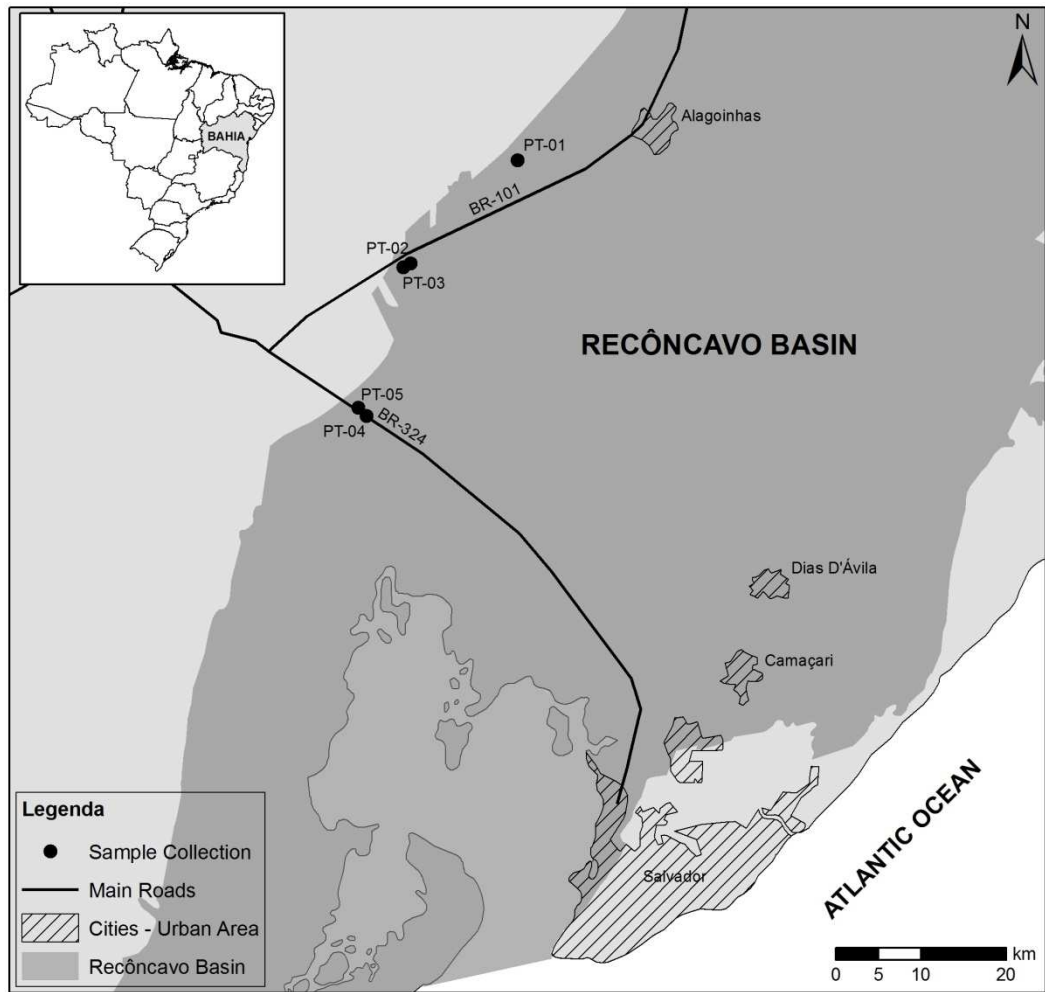 BAHIA
N
Alagoinhas
PT-01
BR-101
PT-02
PT-03
RECÔNCAVO BASIN
PT-05
PT-04
BR-324
Dias D'Ávila
Camaçari
Salvador
ATLANTIC OCEAN
Legenda
Sample Collection
Main Roads
Cities - Urban Area
Recôncavo Basin
km
0 5 10 20